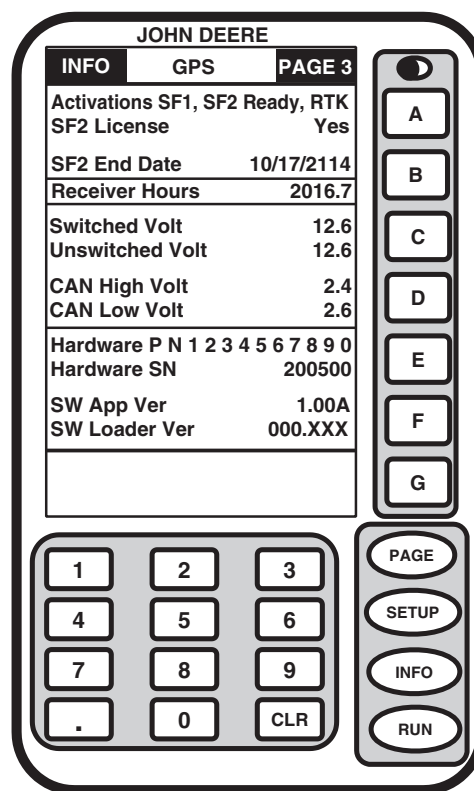 JOHN DEERE
INFO GPS PAGE 3
Activations SF1, SF2 Ready, RTK
SF2 License Yes
SF2 End Date 10/17/2114
Receiver Hours 2016.7
Switched Volt 12.6
Unswitched Volt 12.6
CAN High Volt 2.4
CAN Low Volt 2.6
Hardware P N 1 2 3 4 5 6 7 8 9 0
Hardware SN 200500
SW App Ver 1.00A
SW Loader Ver 000.XXX
A
B
C
D
E
F
G
1 2 3
4 5 6
7 8 9
. 0 CLR
PAGE
SETUP
INFO
RUN